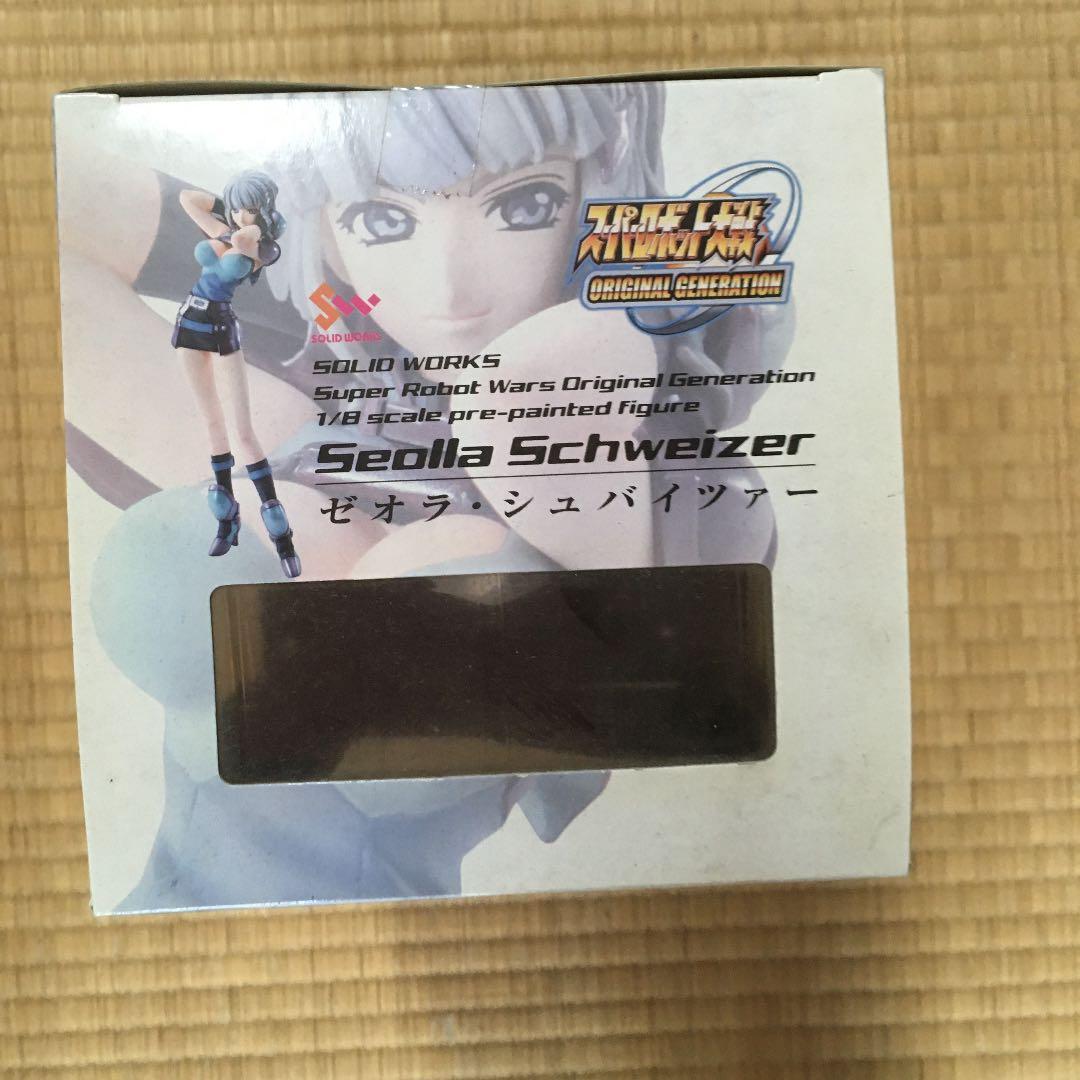 スーパーロボット大戦
ORIGINAL GENERATION
SW
SOLID WORKS
SOLID WORKS
Super Robot Wars Original Generation
1/8 scale pre-painted figure
Seolla Schweizer
ゼオラ・シュバイツァー